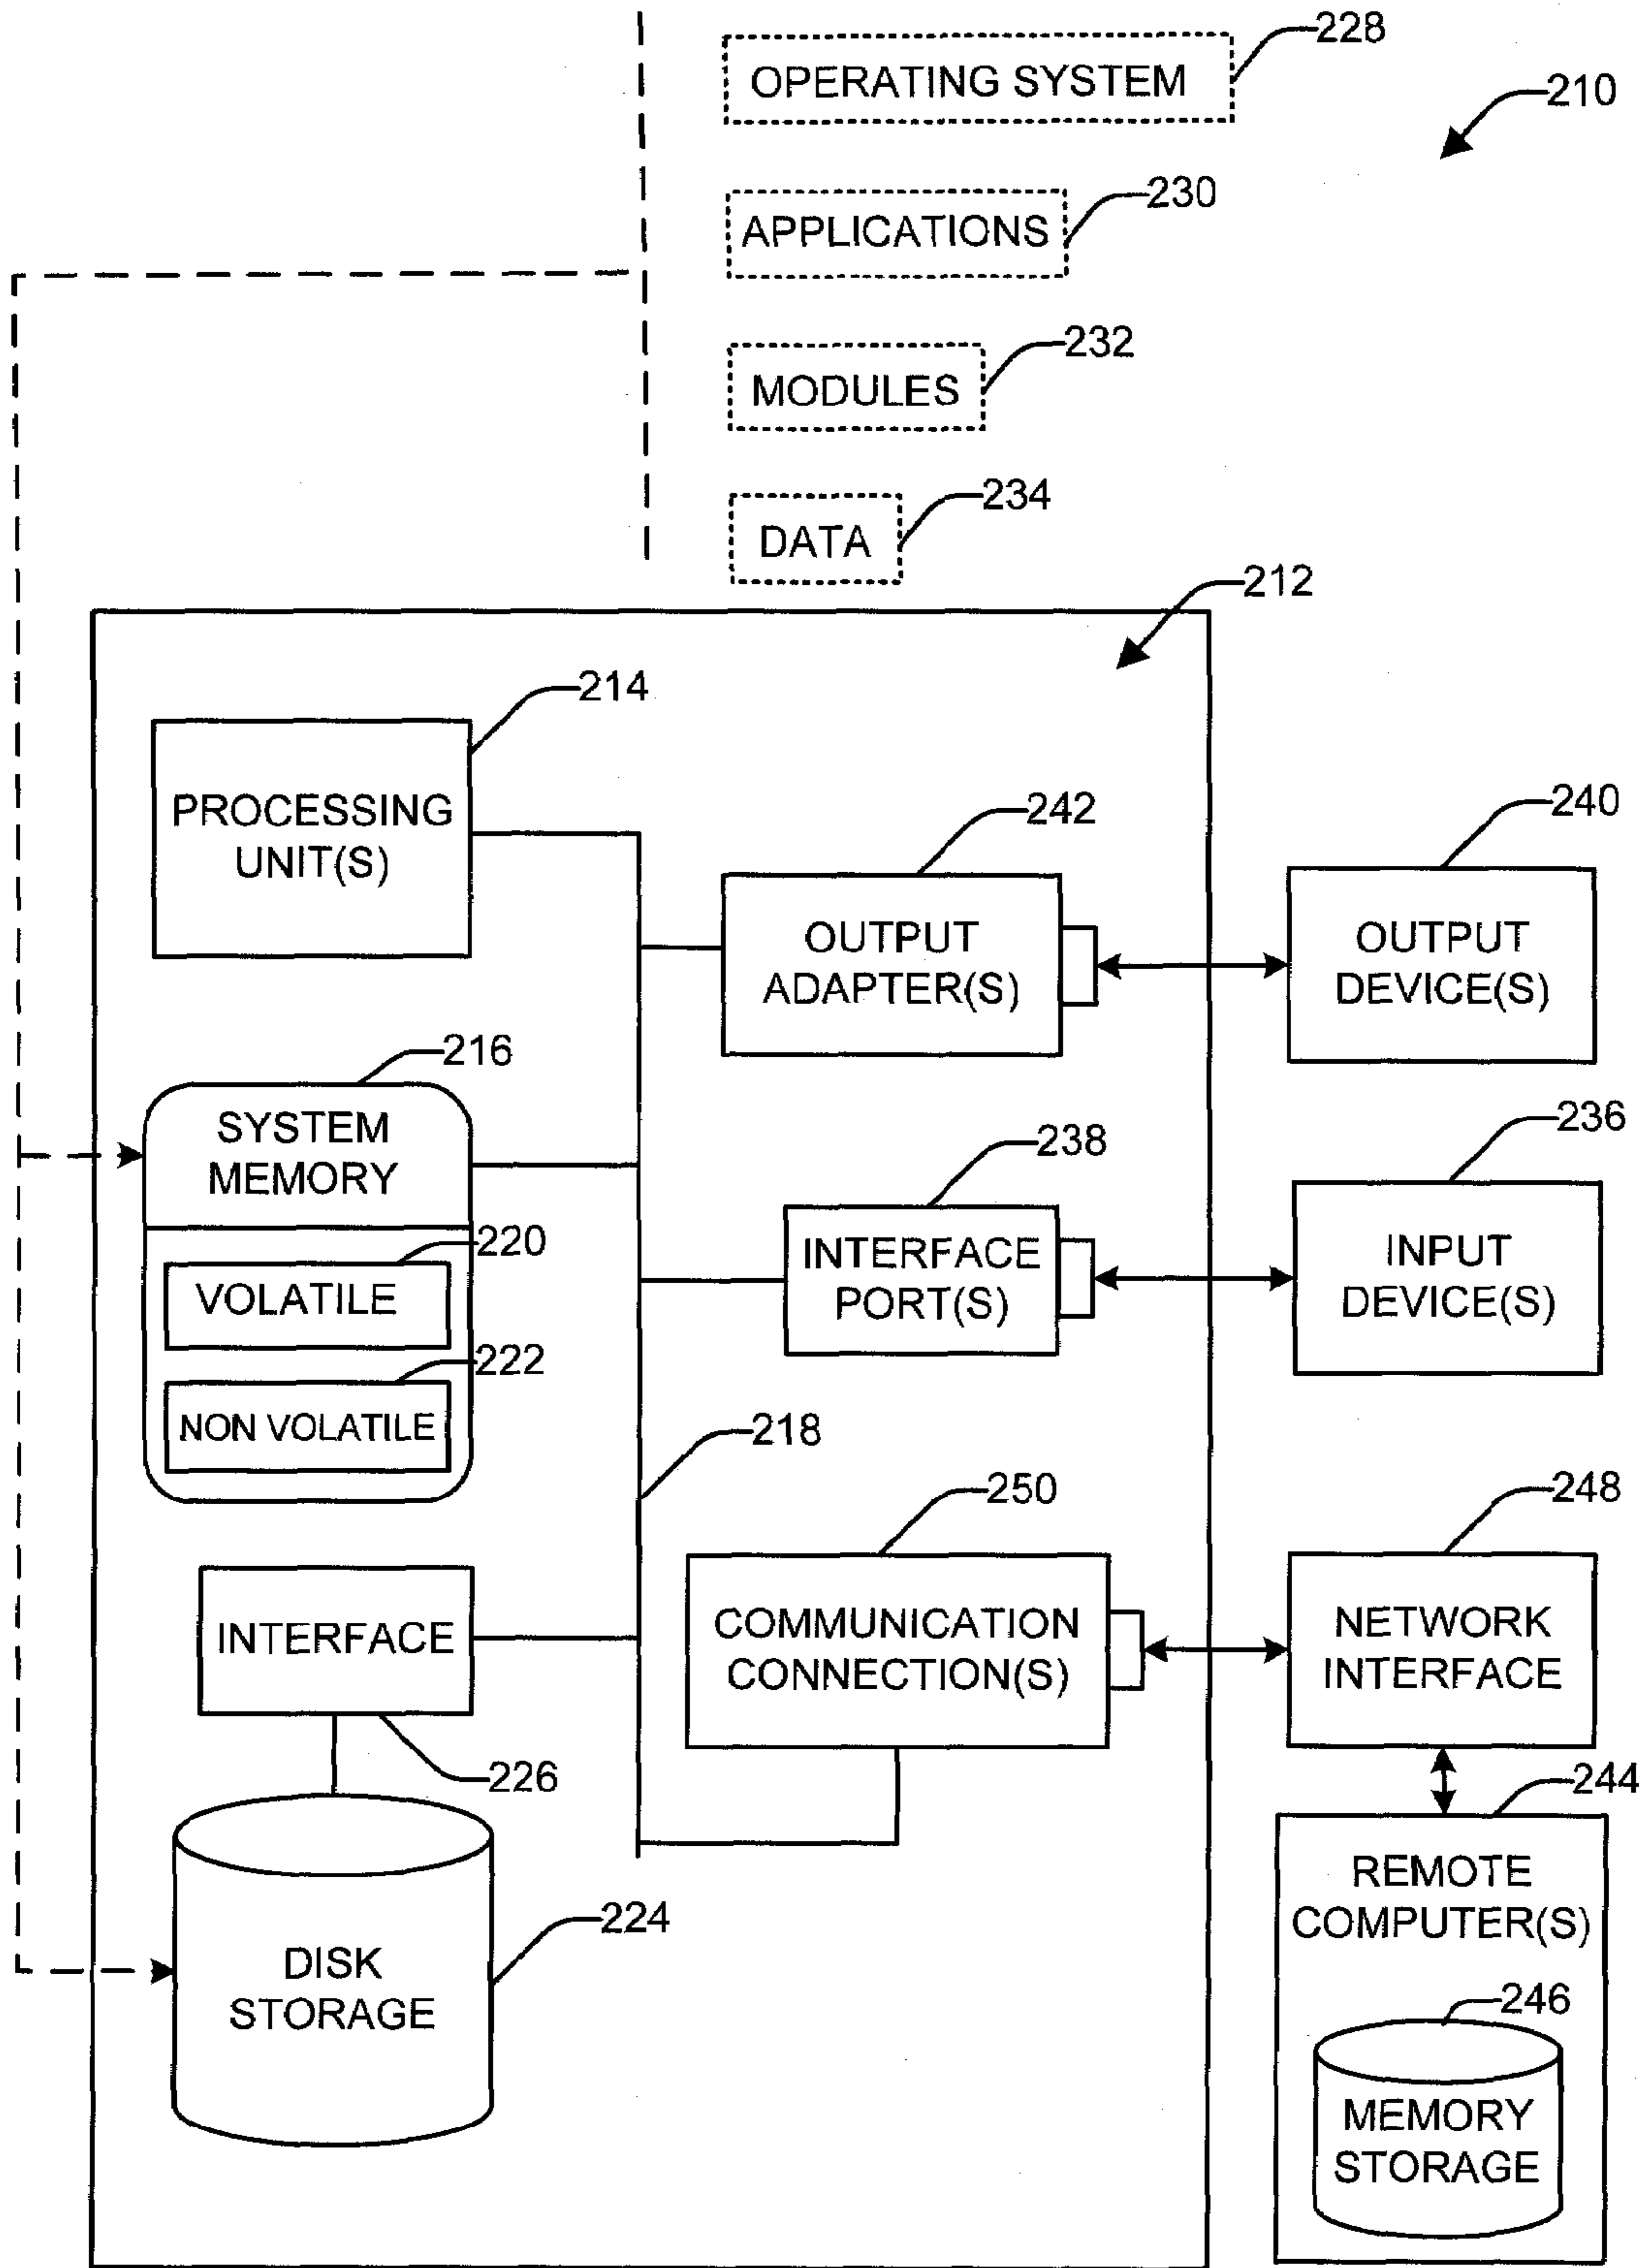 228
OPERATING SYSTEM
210
230
APPLICATIONS
232
MODULES
234
DATA
212
214
PROCESSING
UNIT(S)
242
OUTPUT
ADAPTER(S)
240
OUTPUT
DEVICE(S)
216
SYSTEM
MEMORY
220
VOLATILE
222
NON VOLATILE
238
INTERFACE
PORT(S)
236
INPUT
DEVICE(S)
218
250
COMMUNICATION
CONNECTION(S)
248
NETWORK
INTERFACE
INTERFACE
226
244
REMOTE
COMPUTER(S)
224
DISK
STORAGE
246
MEMORY
STORAGE